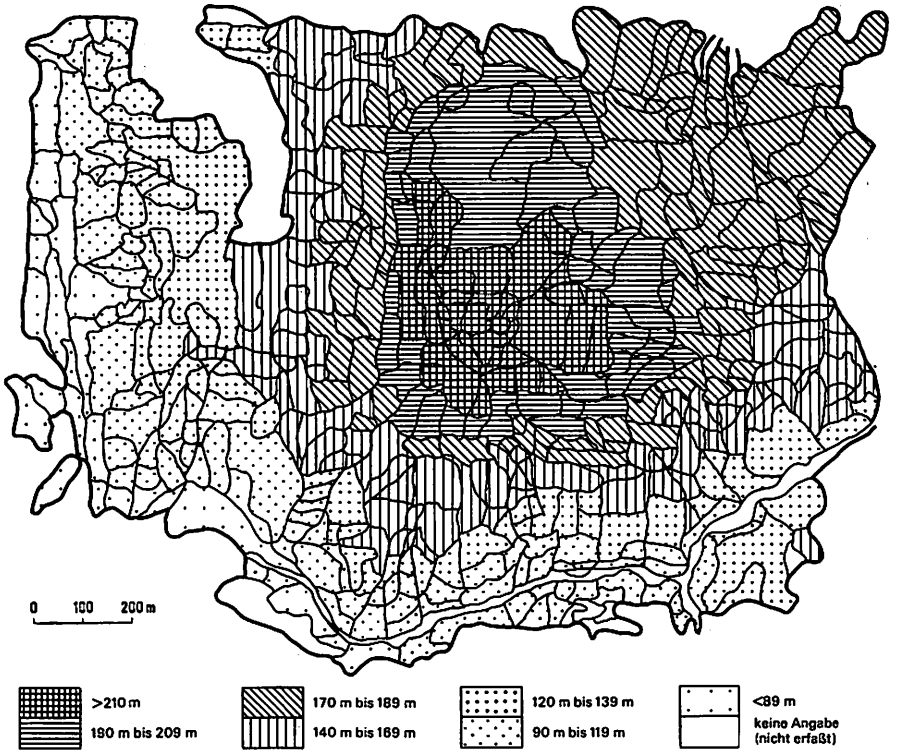 0 100 200 m
>210 m
190 m bis 209 m
170 m bis 189 m
140 m bis 169 m
120 m bis 139 m
90 m bis 119 m
<89 m
keine Angabe
(nicht erfaßt)